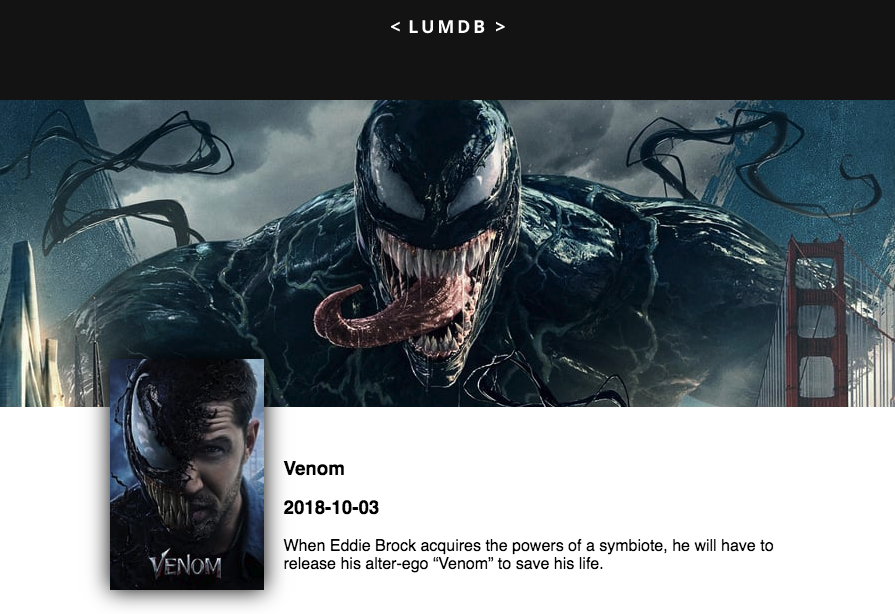 < LUMDB >
VENOM
Venom
2018-10-03
When Eddie Brock acquires the powers of a symbiote, he will have to
release his alter-ego “Venom” to save his life.